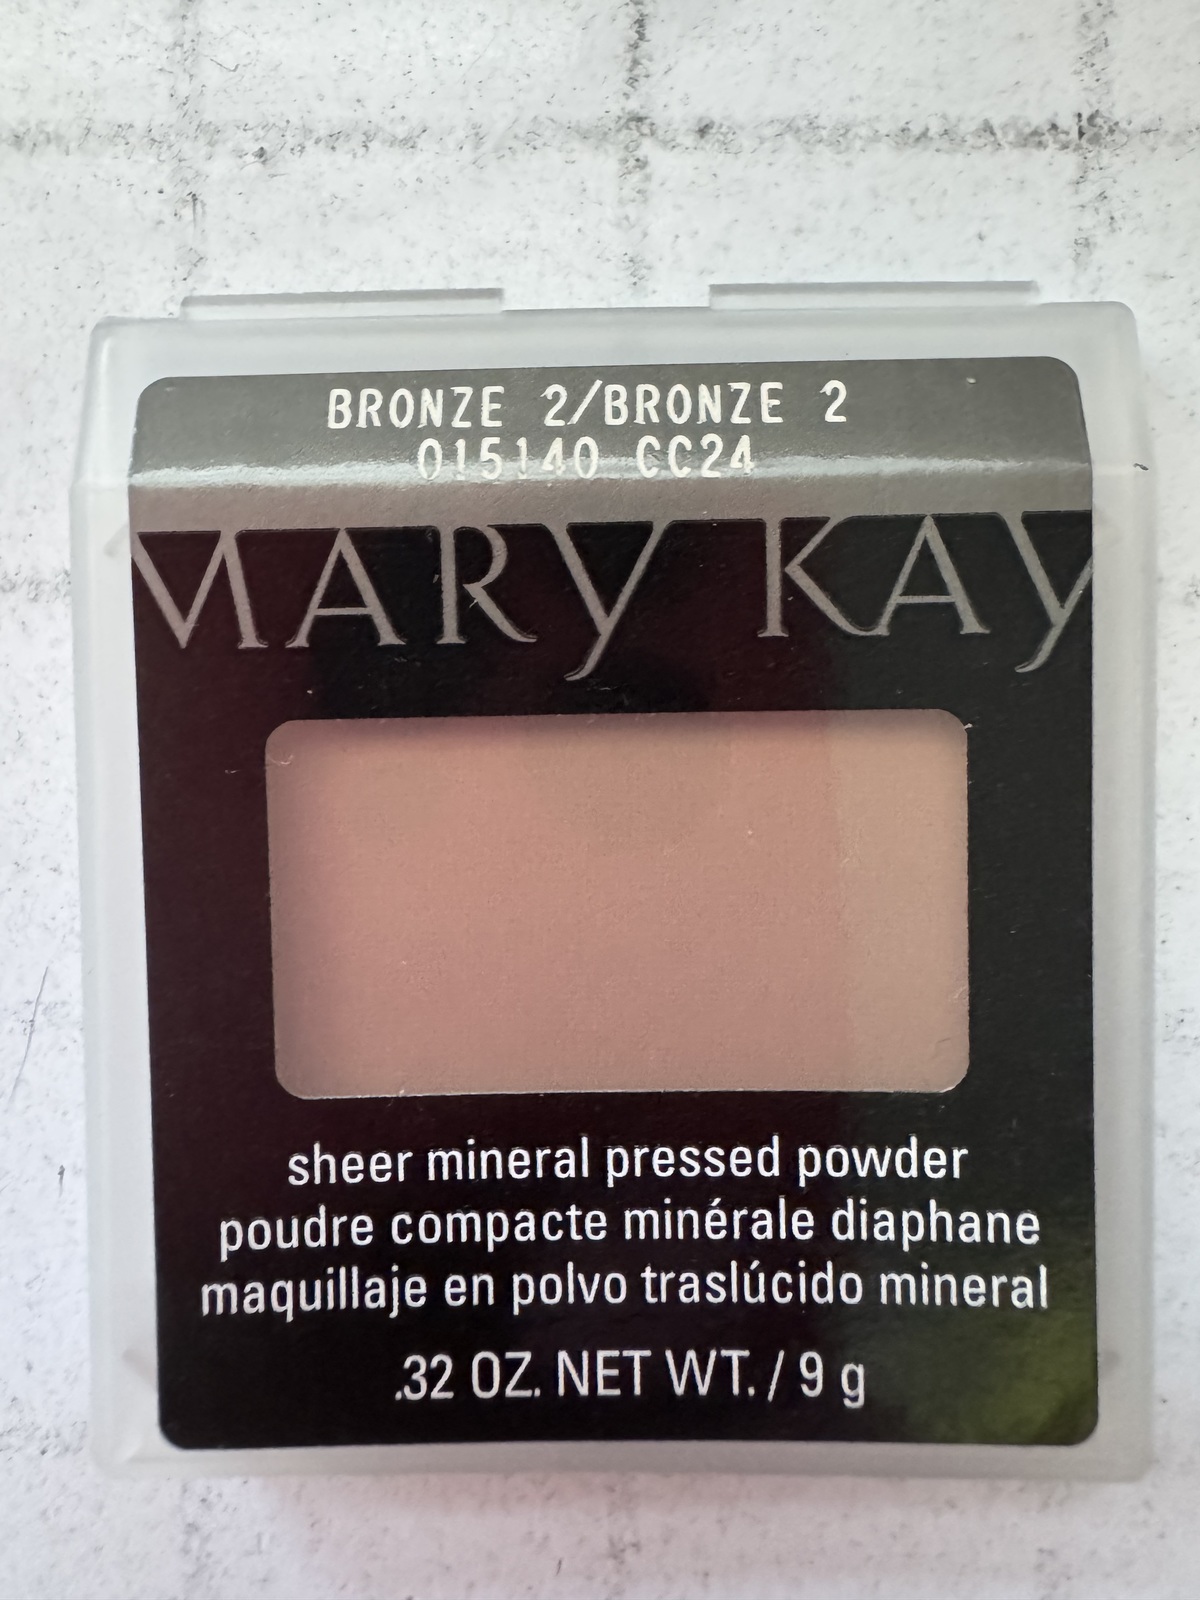 BRONZE 2/BRONZE 2
015140 CC24
MARY KAY
sheer mineral pressed powder
poudre compacte minérale diaphane
maquillaje en polvo traslúcido mineral
.32 OZ. NET WT. / 9 g